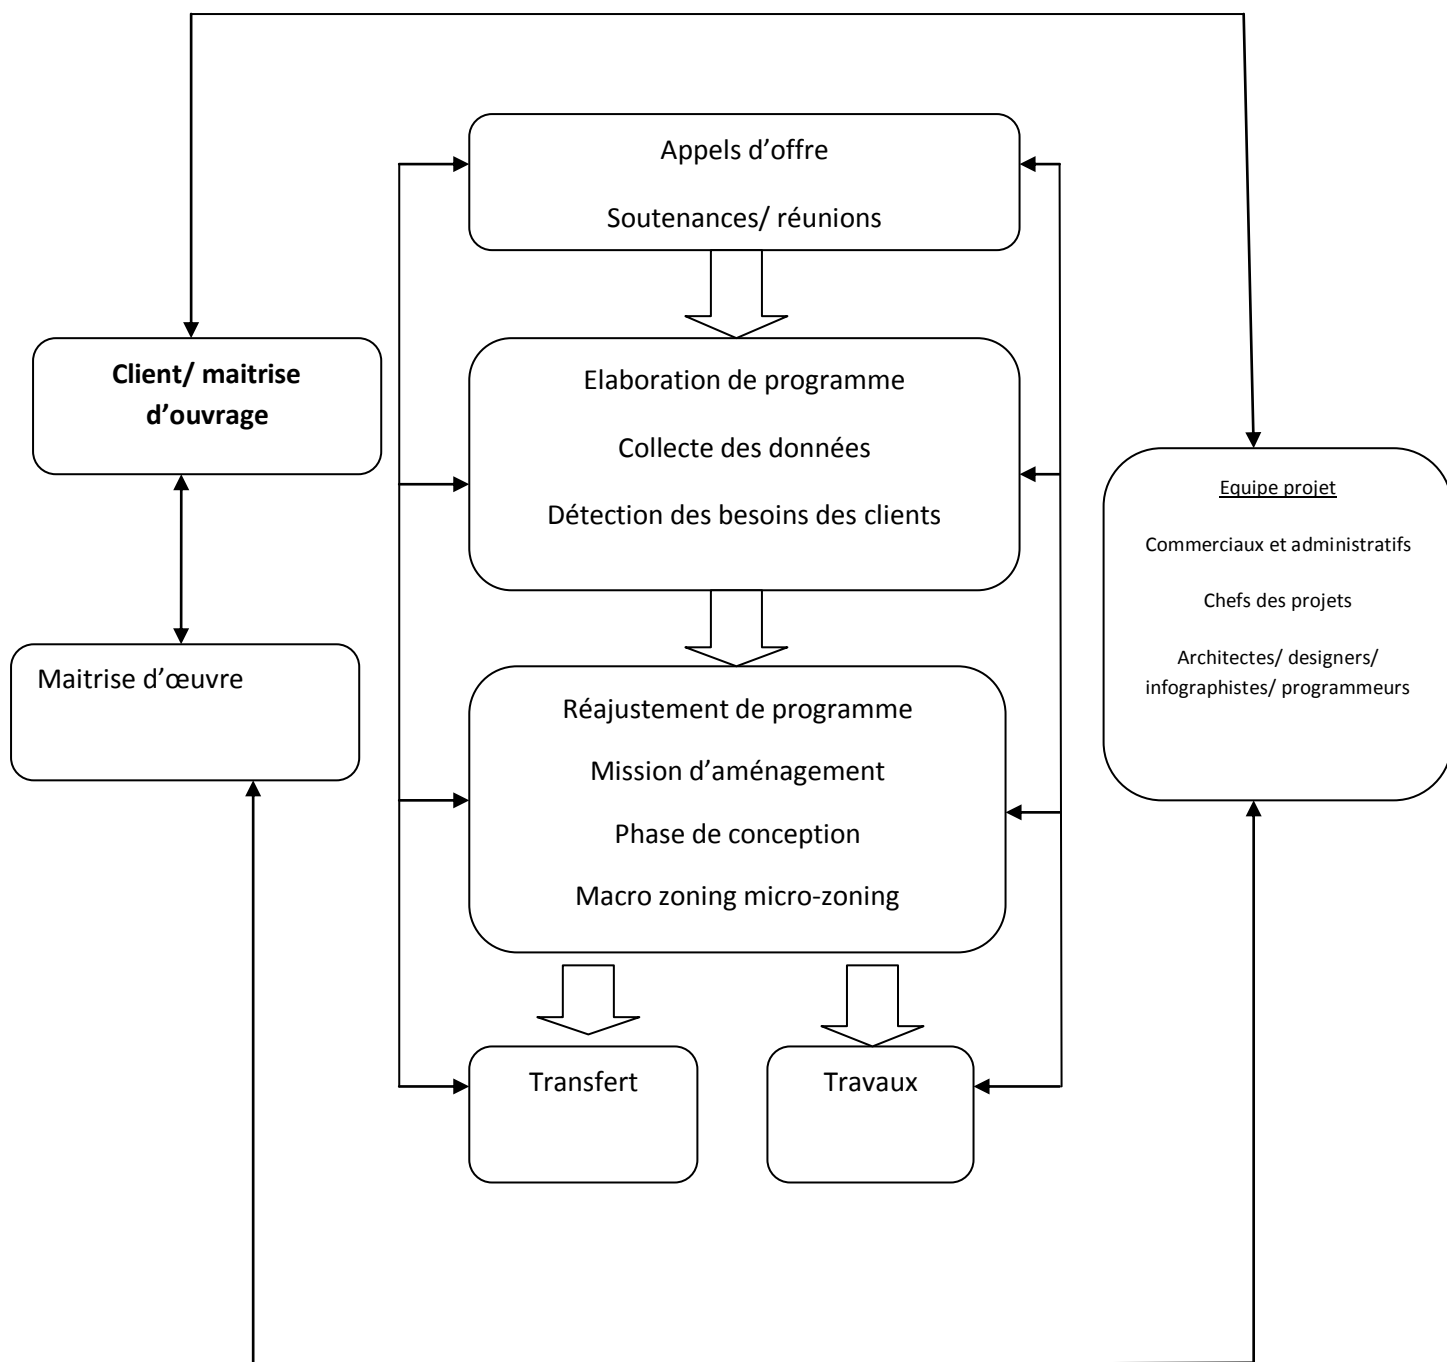 Appels d’offre
Soutenances/ réunions
Client/ maitrise
d’ouvrage
Elaboration de programme
Collecte des données
Détection des besoins des clients
Equipe projet
Commerciaux et administratifs
Chefs des projets
Architectes/ designers/
infographistes/ programmeurs
Maitrise d’œuvre
Réajustement de programme
Mission d’aménagement
Phase de conception
Macro zoning micro-zoning
Transfert
Travaux